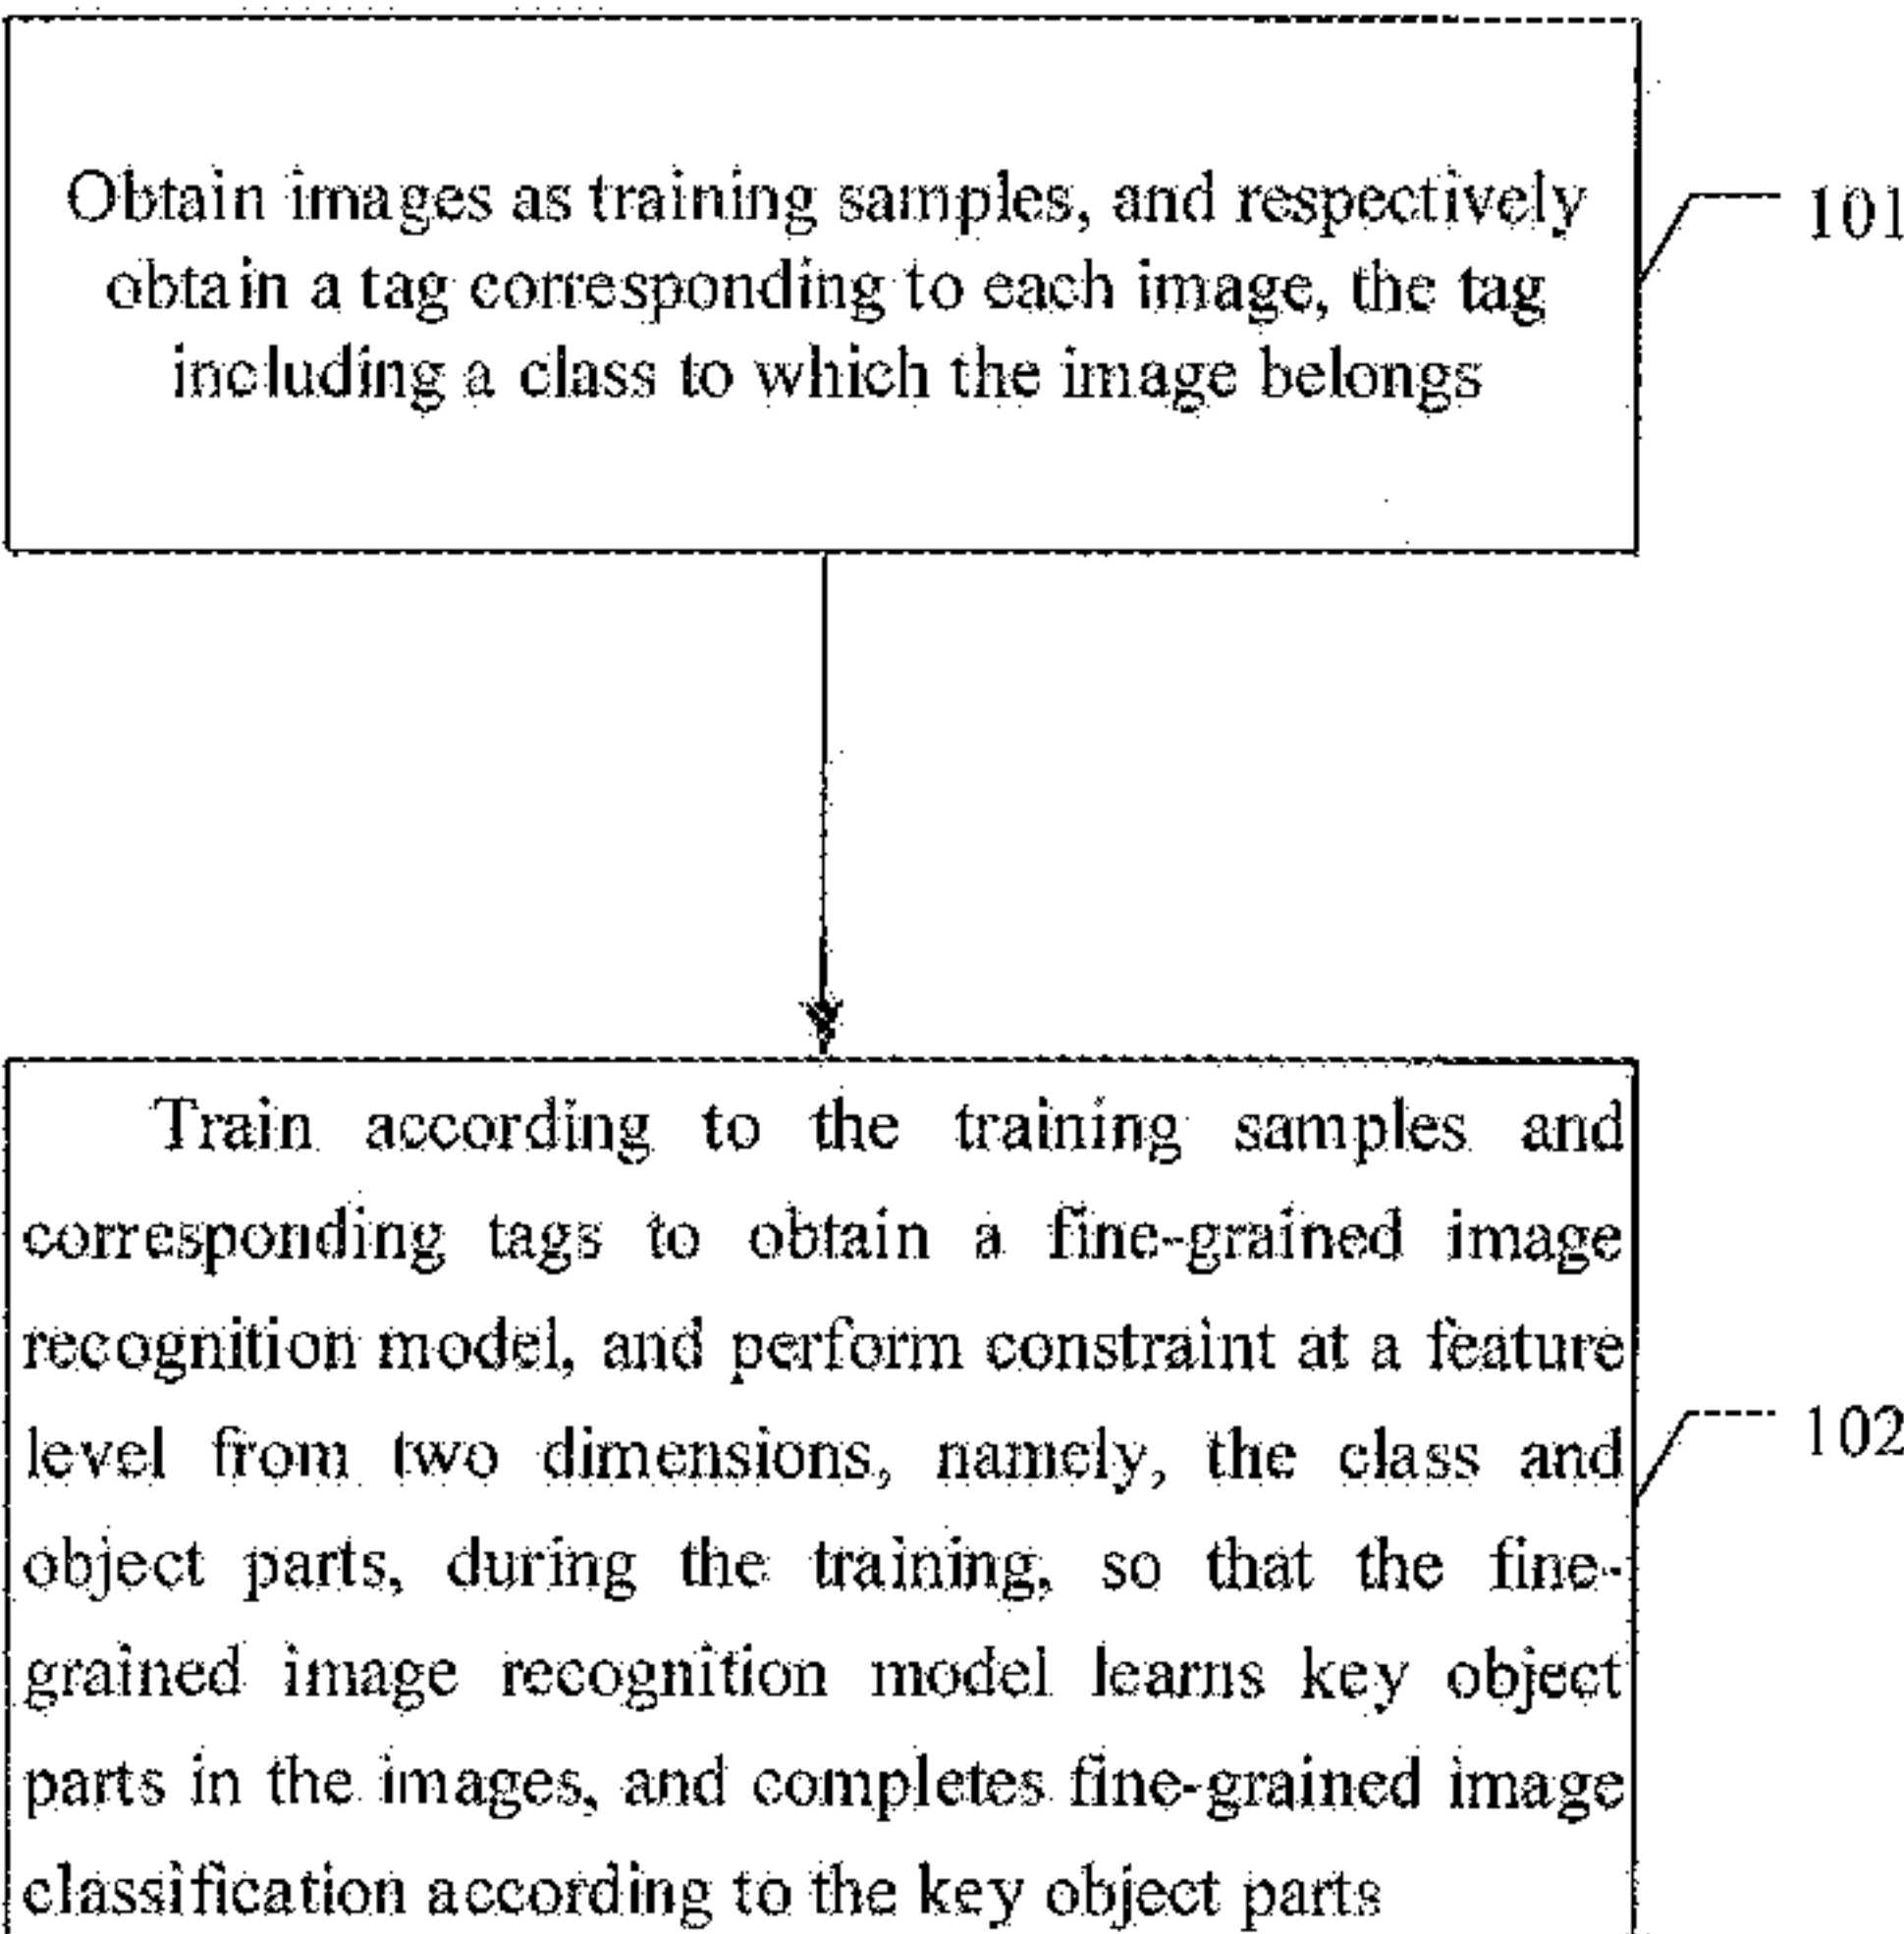 Obtain images as training samples, and respectively
obtain a tag corresponding to each image, the tag
including a class to which the image belongs
101
Train according to the training samples and
corresponding tags to obtain a fine-grained image
recognition model, and perform constraint at a feature
level from two dimensions, namely, the class and
object parts, during the training, so that the fine-
grained image recognition model learns key object
parts in the images, and completes fine-grained image
classification according to the key object parts
102